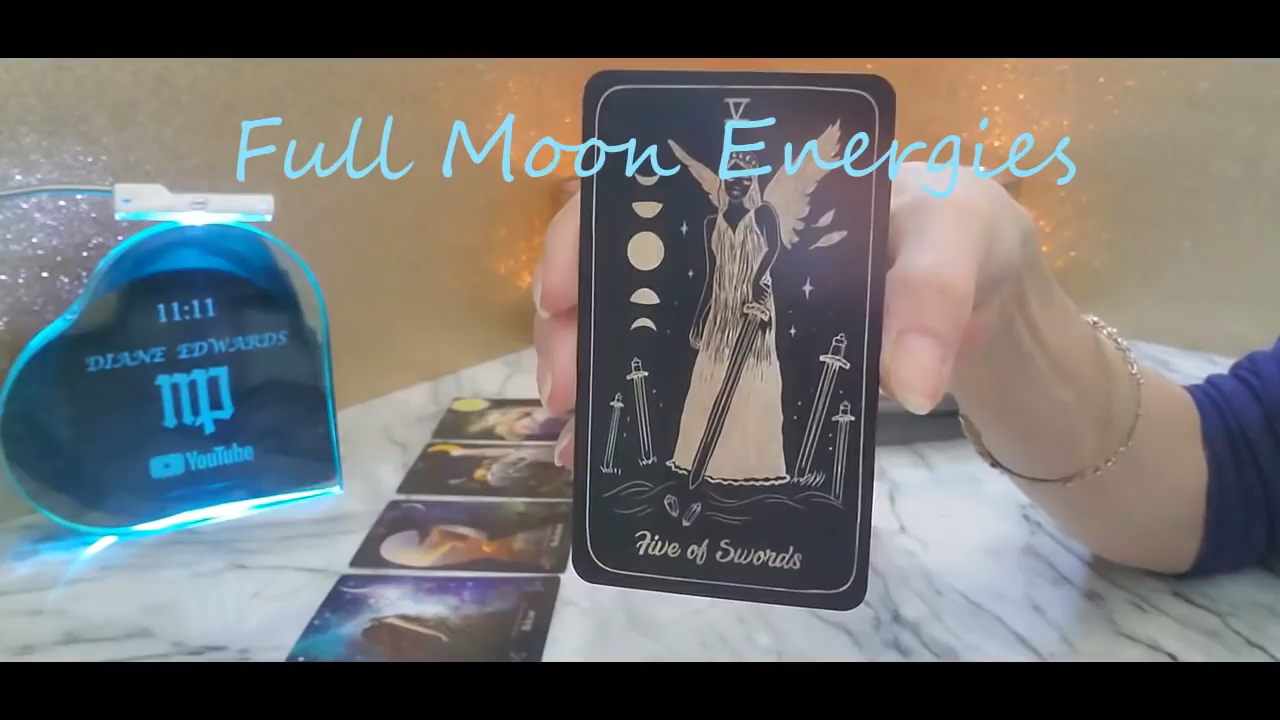 Full Moon Energies
V
11:11
DIANE EDWARDS
YouTube
Five of Swords